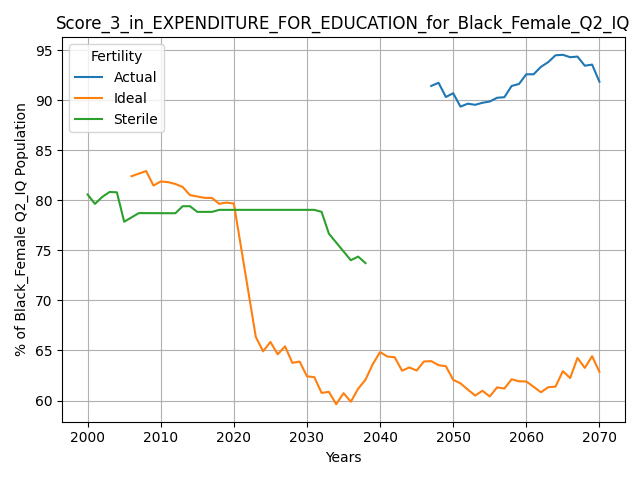 Score_3_in_EXPENDITURE_FOR_EDUCATION_for_Black_Female_Q2_IQ
Fertility
Actual
Ideal
Sterile
% of Black_Female Q2_IQ Population
95
90
85
80
75
70
65
60
2000 2010 2020 2030 2040 2050 2060 2070
Years